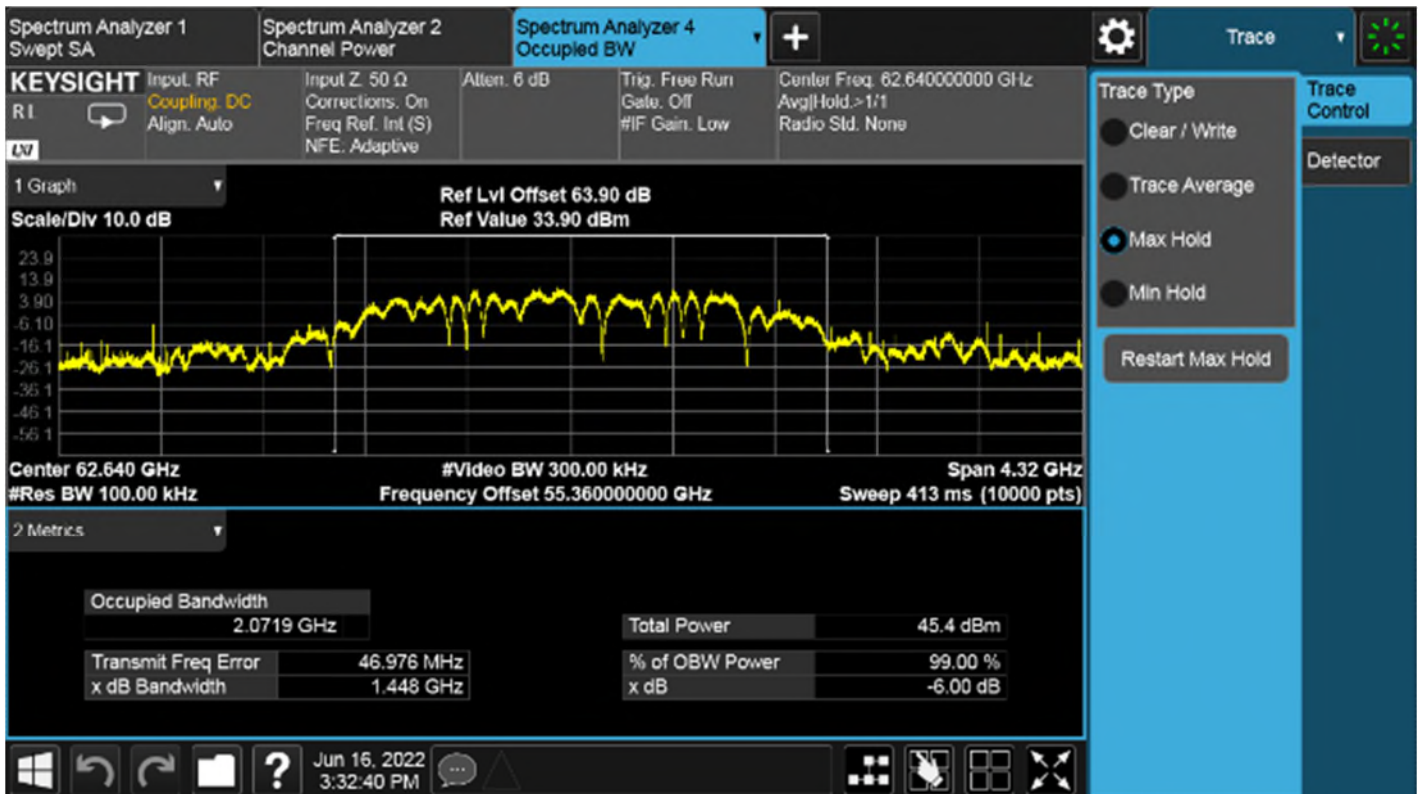 Spectrum Analyzer 1
Swept SA
Spectrum Analyzer 2
Channel Power
Spectrum Analyzer 4
Occupied BW
Trace
KEYSIGHT
Input. RF
Coupling. DC
Align. Auto
Input Z. 50 Ω
Corrections. On
Freq Ref. Int (S)
NFE: Adaptive
Atten. 6 dB
Trig. Free Run
Gate. Off
#IF Gain. Low
Center Freq. 62.640000000 GHz
Avg|Hold.>1/1
Radio Std. None
Trace Type
Clear / Write
Trace Average
Max Hold
Min Hold
Restart Max Hold
Trace
Control
Detector
1 Graph
Scale/Div 10.0 dB
Ref Lvl Offset 63.90 dB
Ref Value 33.90 dBm
23.9
13.9
3.90
-6.10
-16.1
-26.1
-36.1
-46.1
-56.1
Center 62.640 GHz
#Video BW 300.00 kHz
Span 4.32 GHz
#Res BW 100.00 kHz
Frequency Offset 55.360000000 GHz
Sweep 413 ms (10000 pts)
2 Metrics
Occupied Bandwidth
2.0719 GHz
Total Power 45.4 dBm
Transmit Freq Error 46.976 MHz
% of OBW Power 99.00 %
x dB Bandwidth 1.448 GHz
x dB -6.00 dB
?
Jun 16, 2022
3:32:40 PM